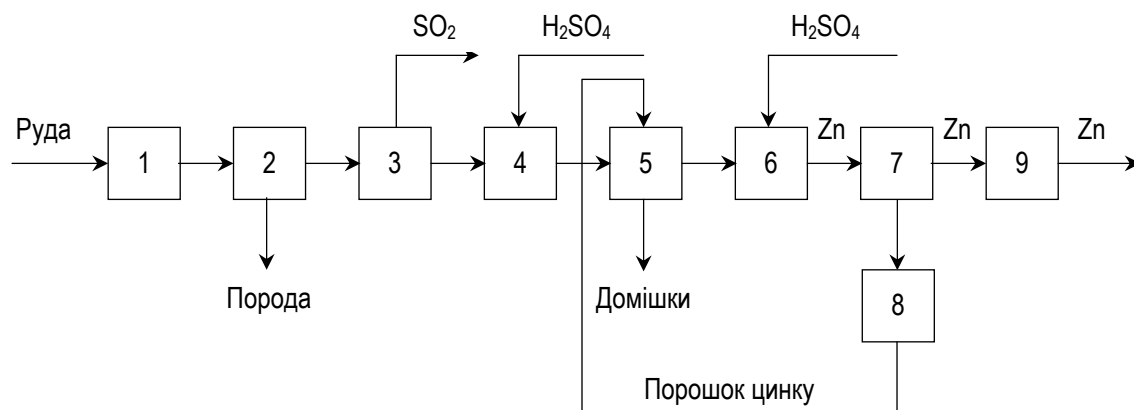 SO₂
H₂SO₄
H₂SO₄
Руда
1
2
3
4
5
6
Zn
7
Zn
9
Zn
Порода
Домішки
8
Порошок цинку